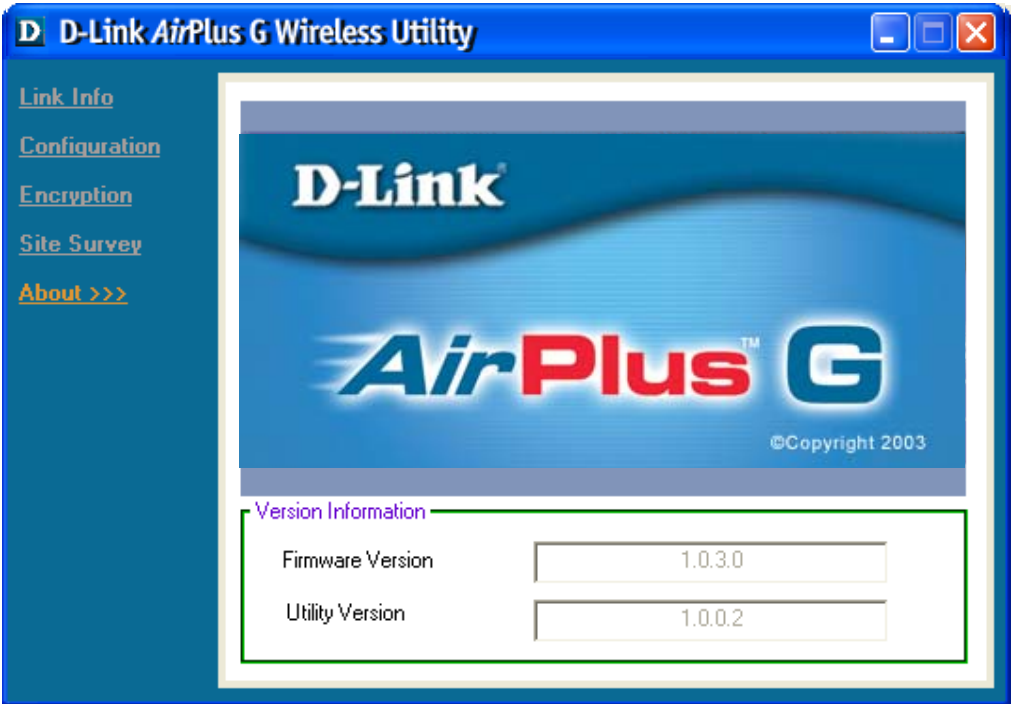 D D-Link AirPlus G Wireless Utility
Link Info
Configuration
Encryption
Site Survey
About >>>
D-Link
AirPlus™ G
©Copyright 2003
Version Information
Firmware Version 1.0.3.0
Utility Version 1.0.0.2